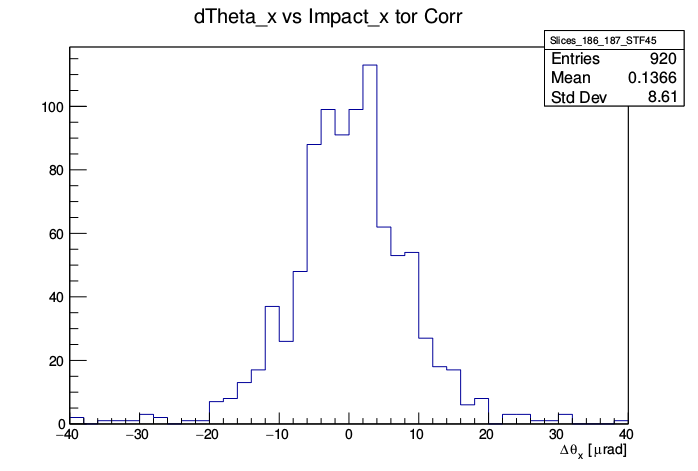 dTheta_x vs Impact_x tor Corr
Slices_186_187_STF45
Entries 920
Mean 0.1366
Std Dev 8.61
100
80
60
40
20
0
−40 −30 −20 −10 0 10 20 30 40
Δθx [μrad]